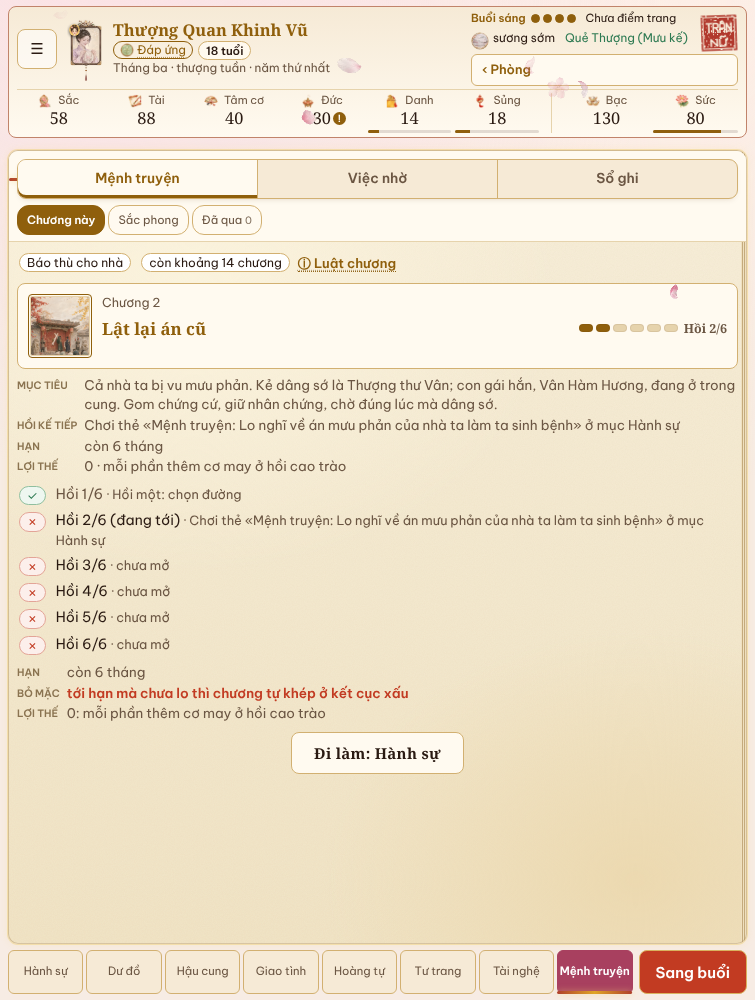 ☰
Thượng Quan Khinh Vũ
Đáp ứng 18 tuổi
Tháng ba · thượng tuần · năm thứ nhất
Buổi sáng Chưa điểm trang
sương sớm Quẻ Thượng (Mưu kế)
‹ Phòng
TRÂN NỮ
Sắc Tài Tâm cơ Đức Danh Sủng Bạc Sức
58 88 40 30 ! 14 18 130 80
Mệnh truyện Việc nhờ Sổ ghi
Chương này Sắc phong Đã qua 0
Báo thù cho nhà còn khoảng 14 chương ⓘ Luật chương
Chương 2
Lật lại án cũ Hồi 2/6
MỤC TIÊU Cả nhà ta bị vu mưu phản. Kẻ dâng sớ là Thượng thư Vân; con gái hắn, Vân Hàm Hương, đang ở trong
cung. Gom chứng cứ, giữ nhân chứng, chờ đúng lúc mà dâng sớ.
HỒI KẾ TIẾP Chơi thẻ «Mệnh truyện: Lo nghĩ về án mưu phản của nhà ta làm ta sinh bệnh» ở mục Hành sự
HẠN còn 6 tháng
LỢI THẾ 0 · mỗi phần thêm cơ may ở hồi cao trào
✓ Hồi 1/6 · Hồi một: chọn đường
× Hồi 2/6 (đang tới) · Chơi thẻ «Mệnh truyện: Lo nghĩ về án mưu phản của nhà ta làm ta sinh bệnh» ở mục
Hành sự
× Hồi 3/6 · chưa mở
× Hồi 4/6 · chưa mở
× Hồi 5/6 · chưa mở
× Hồi 6/6 · chưa mở
HẠN còn 6 tháng
BỎ MẶC tới hạn mà chưa lo thì chương tự khép ở kết cục xấu
LỢI THẾ 0: mỗi phần thêm cơ may ở hồi cao trào
Đi làm: Hành sự
Hành sự Dư đồ Hậu cung Giao tình Hoàng tự Tư trang Tài nghệ Mệnh truyện Sang buổi